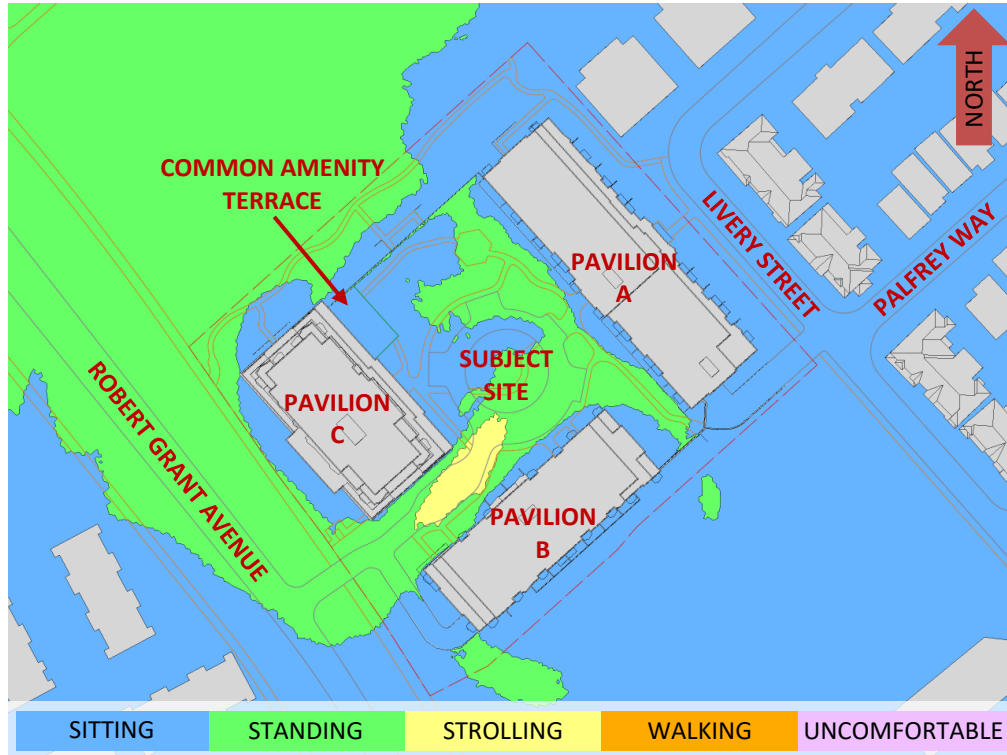 NORTH
COMMON AMENITY
TERRACE
LIVERY STREET
PALFREY WAY
PAVILION
A
SUBJECT
SITE
ROBERT GRANT AVENUE
PAVILION
C
PAVILION
B
SITTING
STANDING
STROLLING
WALKING
UNCOMFORTABLE